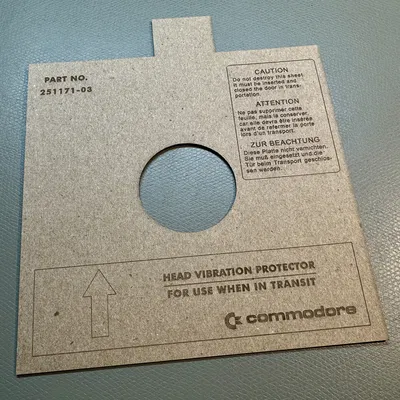 PART NO.
251171-03
CAUTION
Do not destroy this sheet.
It must be inserted and
closed the door in trans-
portation.
ATTENTION
Ne pas supprimer cette
feuille, mais la conserver,
car elle devra être insérée
avant de refermer la porte
lors d'un transport.
ZUR BEACHTUNG
Diese Platte nicht vernichten.
Sie muß eingesetzt und die
Tür beim Transport geschlos-
sen werden.
HEAD VIBRATION PROTECTOR
FOR USE WHEN IN TRANSIT
commodore